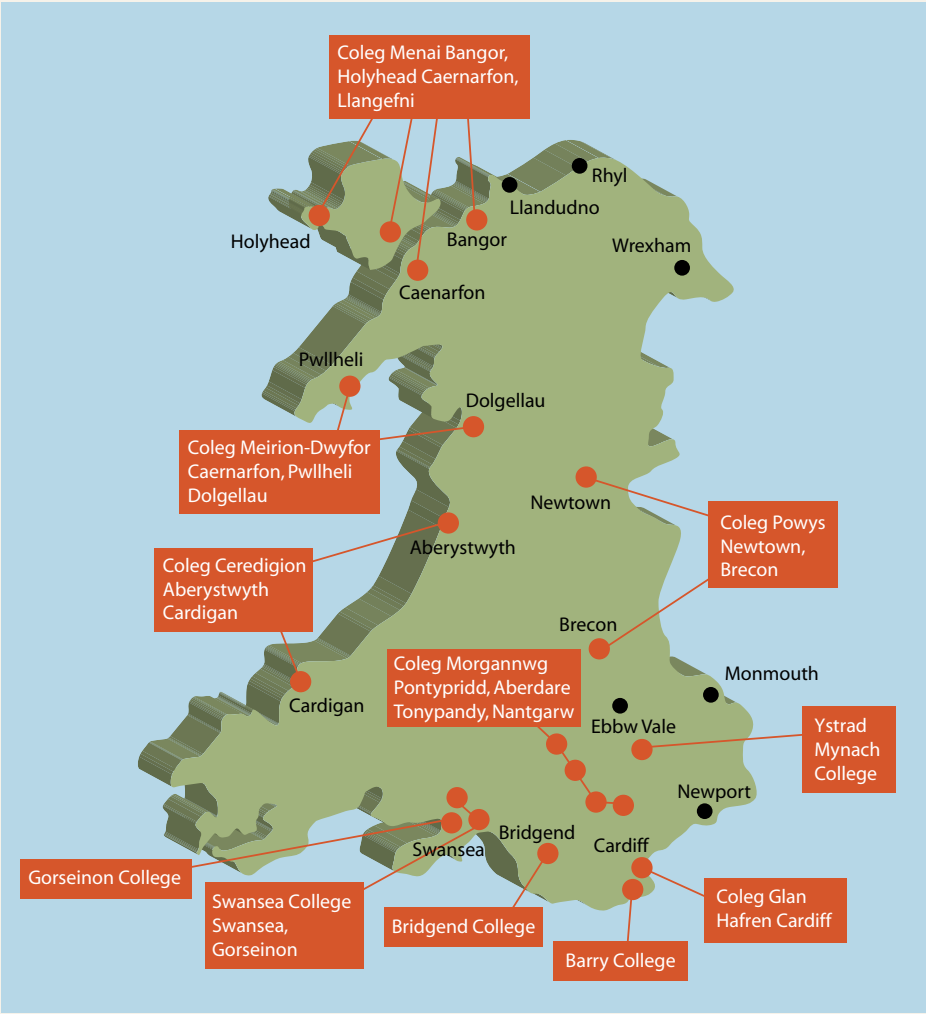 Coleg Menai Bangor,
Holyhead Caernarfon,
Llangefni
Rhyl
Llandudno
Holyhead
Bangor
Wrexham
Caenarfon
Pwllheli
Dolgellau
Coleg Meirion-Dwyfor
Caernarfon, Pwllheli
Dolgellau
Newtown
Coleg Powys
Newtown,
Brecon
Aberystwyth
Coleg Ceredigion
Aberystwyth
Cardigan
Brecon
Coleg Morgannwg
Pontypridd, Aberdare
Tonypandy, Nantgarw
Monmouth
Cardigan
Ebbw Vale
Ystrad
Mynach
College
Newport
Bridgend
Cardiff
Swansea
Gorseinon College
Swansea College
Swansea,
Gorseinon
Bridgend College
Coleg Glan
Hafren Cardiff
Barry College